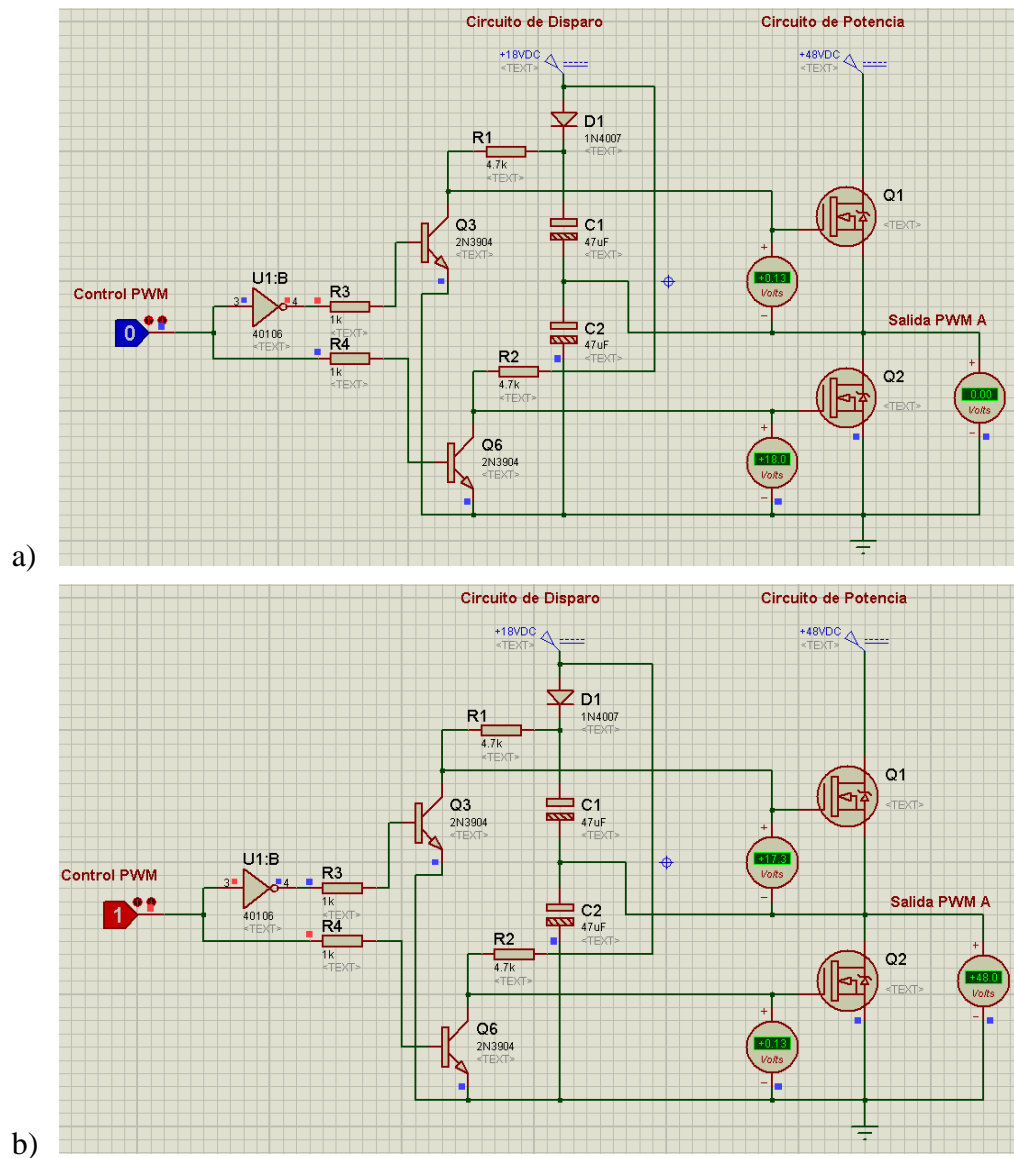 Circuito de Disparo
Circuito de Potencia
+18VDC
<TEXT>
+48VDC
<TEXT>
D1
1N4007
<TEXT>
R1
4.7k
<TEXT>
Q1
<TEXT>
Q3
2N3904
<TEXT>
C1
47uF
<TEXT>
U1:B
3
4
40106
<TEXT>
R3
1k
<TEXT>
Control PWM
0
R4
1k
<TEXT>
+0.13
Volts
Salida PWM A
C2
47uF
<TEXT>
R2
4.7k
<TEXT>
Q2
<TEXT>
0.00
Volts
Q6
2N3904
<TEXT>
+18.0
Volts
a)
Circuito de Disparo
Circuito de Potencia
+18VDC
<TEXT>
+48VDC
<TEXT>
D1
1N4007
<TEXT>
R1
4.7k
<TEXT>
Q1
<TEXT>
Q3
2N3904
<TEXT>
C1
47uF
<TEXT>
U1:B
3
4
40106
<TEXT>
R3
1k
<TEXT>
Control PWM
1
R4
1k
<TEXT>
+17.3
Volts
Salida PWM A
C2
47uF
<TEXT>
R2
4.7k
<TEXT>
Q2
<TEXT>
+48.0
Volts
Q6
2N3904
<TEXT>
+0.13
Volts
b)